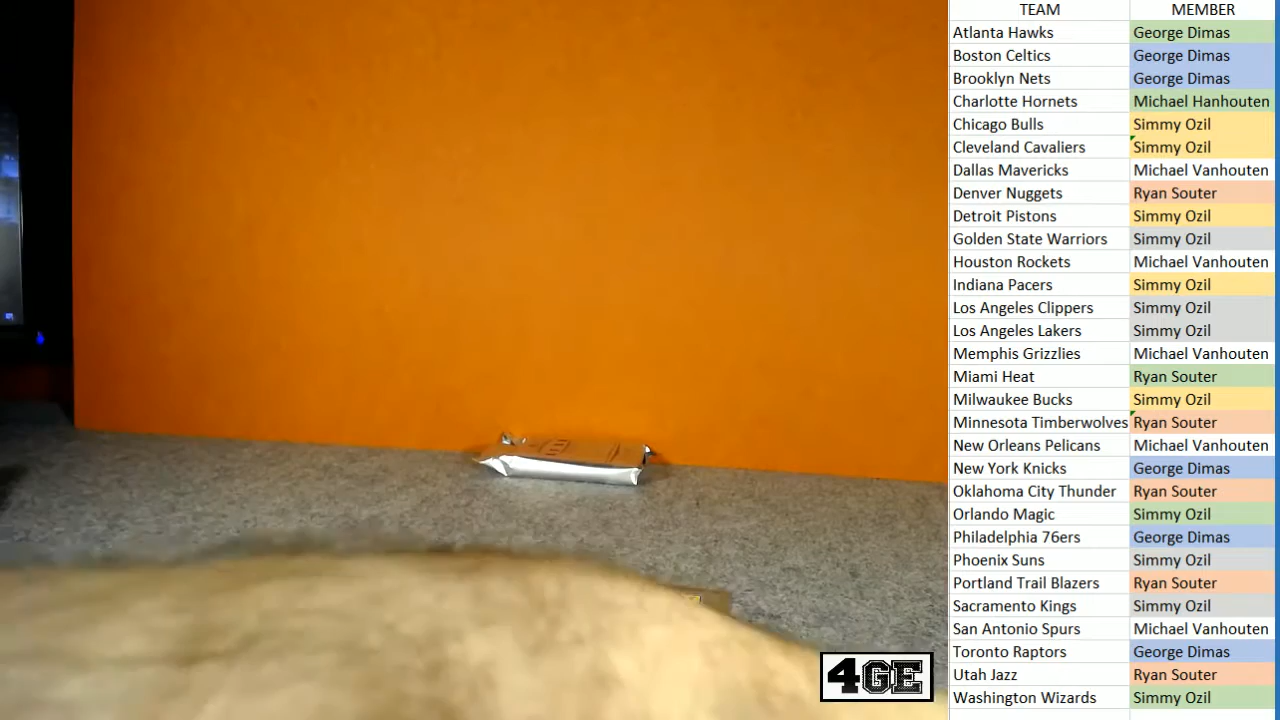 TEAM MEMBER
Atlanta Hawks George Dimas
Boston Celtics George Dimas
Brooklyn Nets George Dimas
Charlotte Hornets Michael Hanhouten
Chicago Bulls Simmy Ozil
Cleveland Cavaliers Simmy Ozil
Dallas Mavericks Michael Vanhouten
Denver Nuggets Ryan Souter
Detroit Pistons Simmy Ozil
Golden State Warriors Simmy Ozil
Houston Rockets Michael Vanhouten
Indiana Pacers Simmy Ozil
Los Angeles Clippers Simmy Ozil
Los Angeles Lakers Simmy Ozil
Memphis Grizzlies Michael Vanhouten
Miami Heat Ryan Souter
Milwaukee Bucks Simmy Ozil
Minnesota Timberwolves Ryan Souter
New Orleans Pelicans Michael Vanhouten
New York Knicks George Dimas
Oklahoma City Thunder Ryan Souter
Orlando Magic Simmy Ozil
Philadelphia 76ers George Dimas
Phoenix Suns Simmy Ozil
Portland Trail Blazers Ryan Souter
Sacramento Kings Simmy Ozil
San Antonio Spurs Michael Vanhouten
Toronto Raptors George Dimas
Utah Jazz Ryan Souter
Washington Wizards Simmy Ozil
4GE